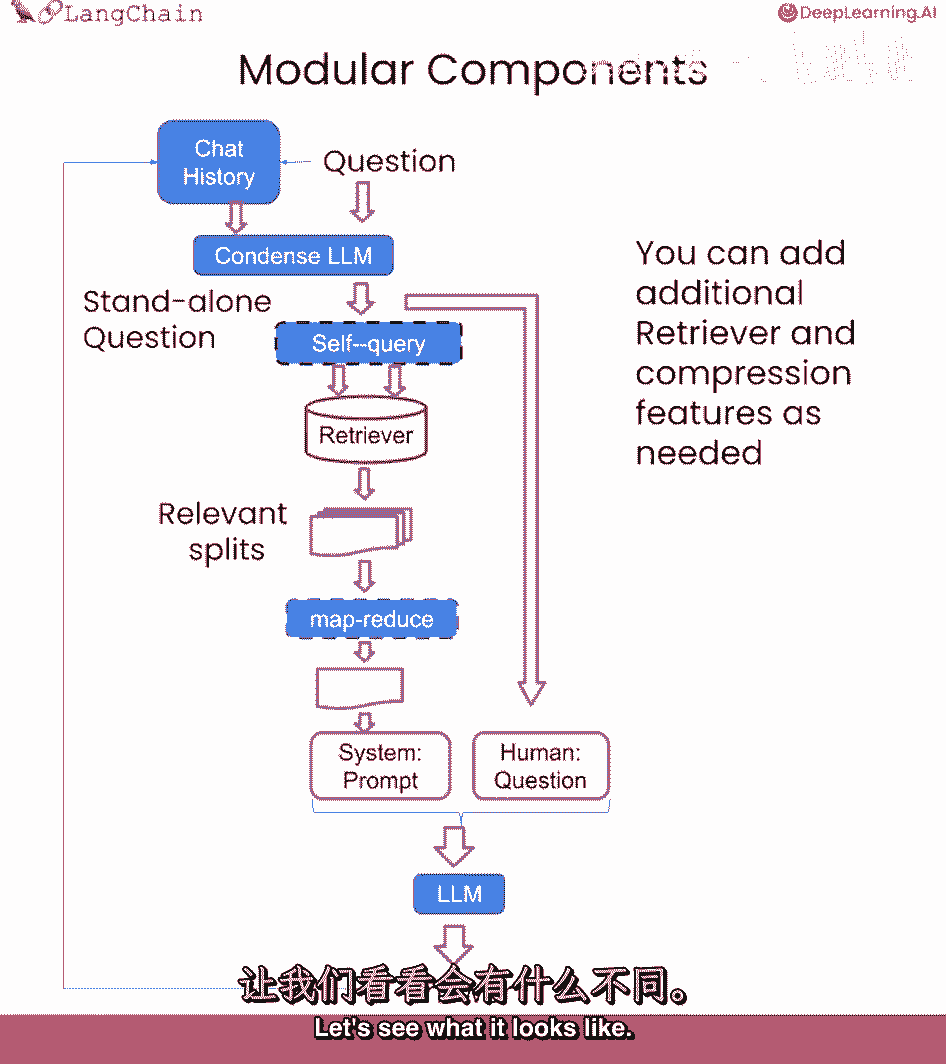 LangChain
DeepLearning.AI
Modular Components
Chat
History
Question
Condense LLM
Stand-alone
Question
Self--query
Retriever
Relevant
splits
map-reduce
System:
Prompt
Human:
Question
LLM
You can add
additional
Retriever and
compression
features as
needed
让我们看看会有什么不同。
Let's see what it looks like.